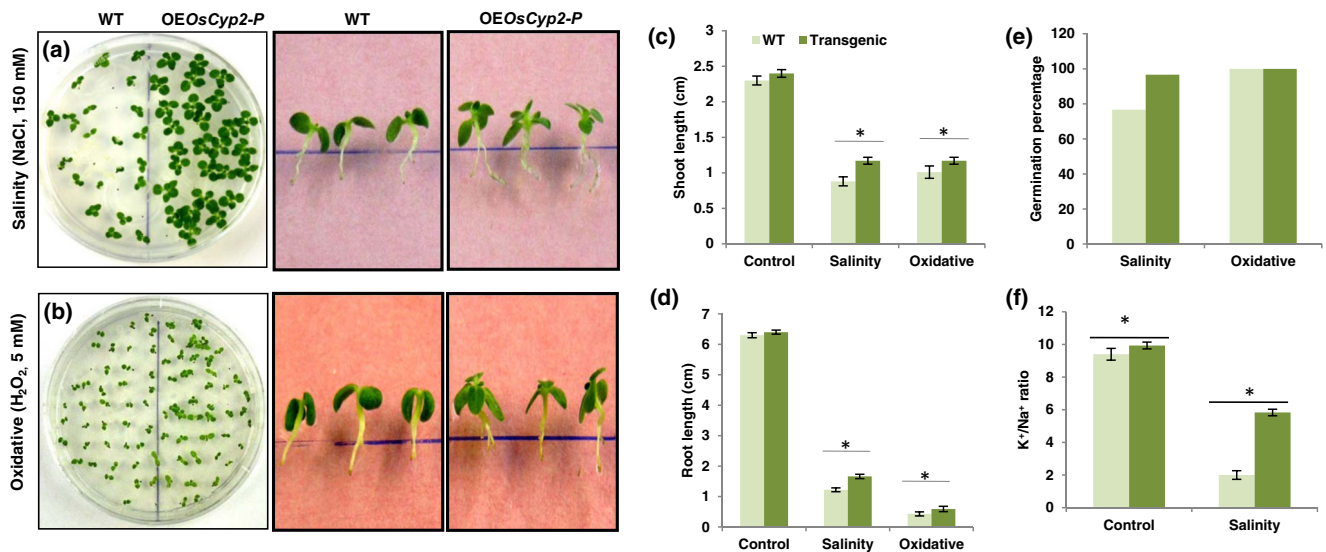 WT OEOsCyp2-P WT OEOsCyp2-P
(a)
Salinity (NaCl, 150 mM)
(b)
Oxidative (H₂O₂, 5 mM)
(c)
WT Transgenic
Shoot length (cm)
3
2.5
2
1.5
1
0.5
0
* *
Control Salinity Oxidative
(d)
Root length (cm)
7
6
5
4
3
2
1
0
* *
Control Salinity Oxidative
(e)
Germination percentage
120
100
80
60
40
20
0
Salinity Oxidative
(f)
K⁺/Na⁺ ratio
12
10
8
6
4
2
0
* *
Control Salinity